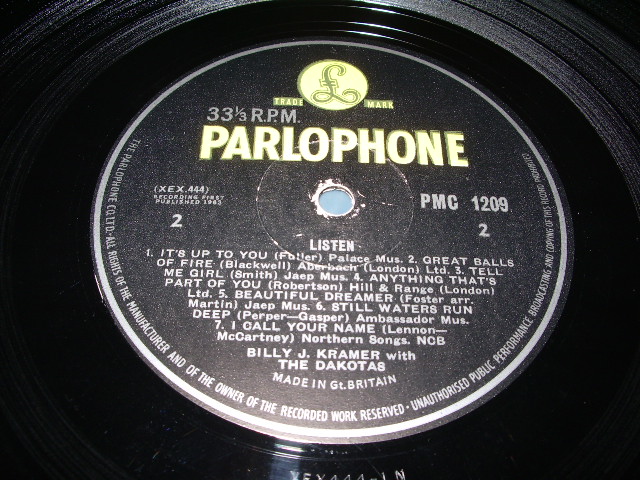 £
TRADE MARK
33⅓ R.P.M.
PARLOPHONE
(XEX.444)
RECORDING FIRST
PUBLISHED 1963
2
PMC 1209
2
LISTEN
1. IT'S UP TO YOU (Fuller) Palace Mus. 2. GREAT BALLS
OF FIRE (Blackwell) Aberbach (London) Ltd. 3. TELL
ME GIRL (Smith) Jaep Mus. 4. ANYTHING THAT'S
PART OF YOU (Robertson) Hill & Range (London)
Ltd. 5. BEAUTIFUL DREAMER (Foster arr.
Martin) Jaep Mus. 6. STILL WATERS RUN
DEEP (Perper—Gasper) Ambassador Mus.
7. I CALL YOUR NAME (Lennon—
McCartney) Northern Songs. NCB
BILLY J. KRAMER with
THE DAKOTAS
MADE IN Gt. BRITAIN
THE PARLOPHONE CO. LTD.·ALL RIGHTS OF THE MANUFACTURER AND OF THE OWNER OF THE RECORDED WORK RESERVED · UNAUTHORISED PUBLIC PERFORMANCE, BROADCASTING AND COPYING OF THIS RECORD PROHIBITED
XEX444-1N